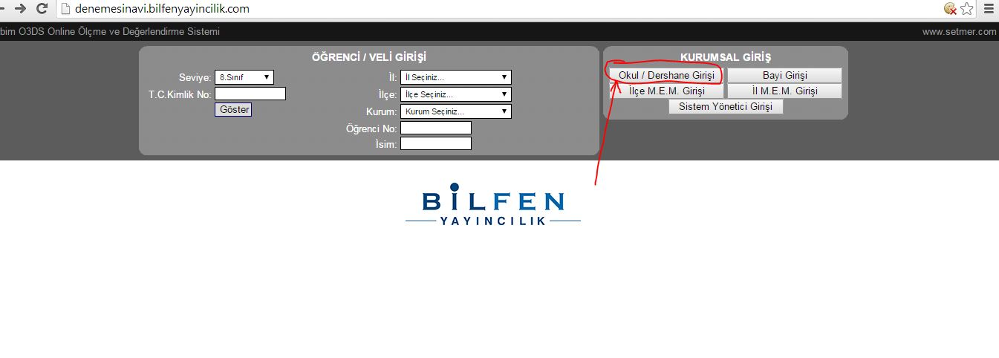 denemesinavi.bilfenyayincilik.com
bim O3DS Online Ölçme ve Değerlendirme Sistemi
www.setmer.com
ÖĞRENCİ / VELİ GİRİŞİ
Seviye: 8.Sınıf
T.C.Kimlik No:
Göster
İl: İl Seçiniz...
İlçe: İlçe Seçiniz...
Kurum: Kurum Seçiniz...
Öğrenci No:
İsim:
KURUMSAL GİRİŞ
Okul / Dershane Girişi
Bayi Girişi
İlçe M.E.M. Girişi
İl M.E.M. Girişi
Sistem Yönetici Girişi
BİLFEN
YAYINCILIK